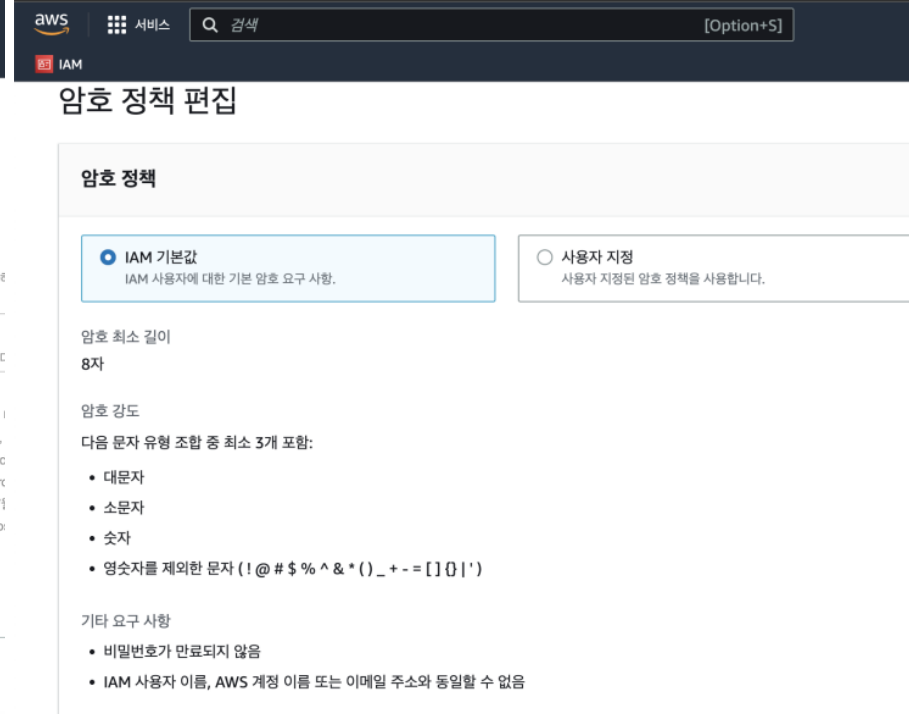 aws
서비스
검색
[Option+S]
IAM
암호 정책 편집
암호 정책
IAM 기본값
IAM 사용자에 대한 기본 암호 요구 사항.
사용자 지정
사용자 지정된 암호 정책을 사용합니다.
암호 최소 길이
8자
암호 강도
다음 문자 유형 조합 중 최소 3개 포함:
• 대문자
• 소문자
• 숫자
• 영숫자를 제외한 문자 ( ! @ # $ % ^ & * ( ) _ + - = [ ] {} | ' )
기타 요구 사항
• 비밀번호가 만료되지 않음
• IAM 사용자 이름, AWS 계정 이름 또는 이메일 주소와 동일할 수 없음